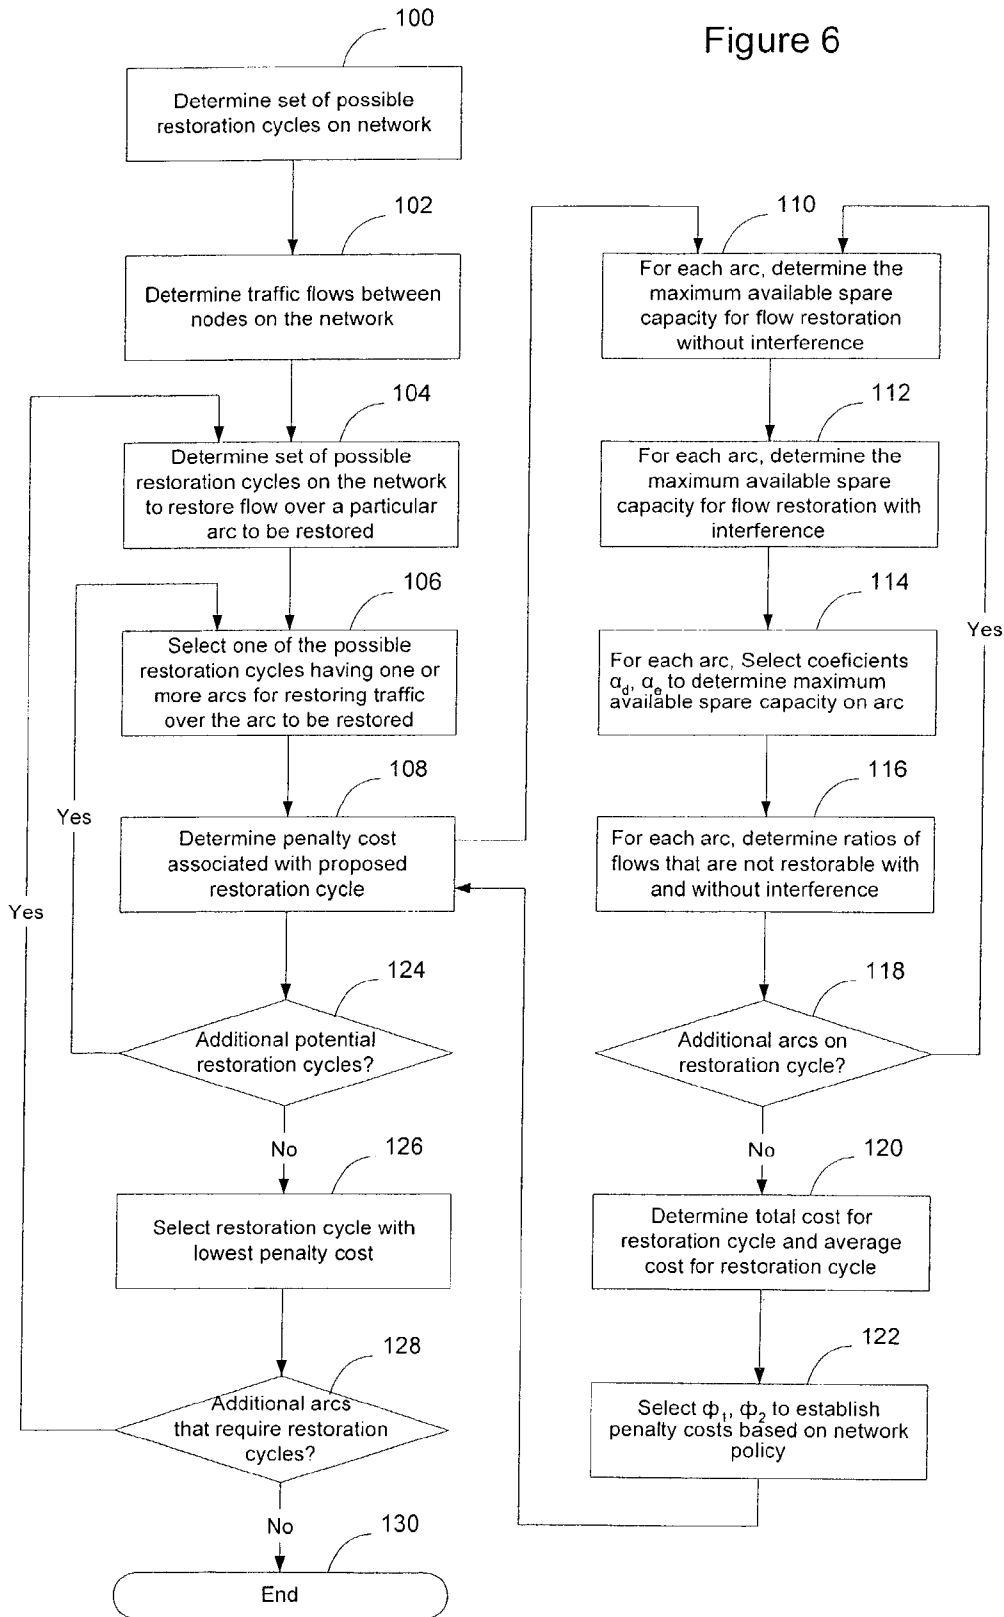 Figure 6
100
Determine set of possible
restoration cycles on network
102
Determine traffic flows between
nodes on the network
104
Determine set of possible
restoration cycles on the network
to restore flow over a particular
arc to be restored
106
Select one of the possible
restoration cycles having one or
more arcs for restoring traffic
over the arc to be restored
108
Determine penalty cost
associated with proposed
restoration cycle
Yes
Yes
124
Additional potential
restoration cycles?
No
126
Select restoration cycle with
lowest penalty cost
128
Additional arcs
that require restoration
cycles?
No
130
End
110
For each arc, determine the
maximum available spare
capacity for flow restoration
without interference
112
For each arc, determine the
maximum available spare
capacity for flow restoration with
interference
114
For each arc, Select coeficients
α_d, α_e to determine maximum
available spare capacity on arc
116
For each arc, determine ratios of
flows that are not restorable with
and without interference
Yes
118
Additional arcs on
restoration cycle?
No
120
Determine total cost for
restoration cycle and average
cost for restoration cycle
122
Select ф₁, ф₂ to establish
penalty costs based on network
policy